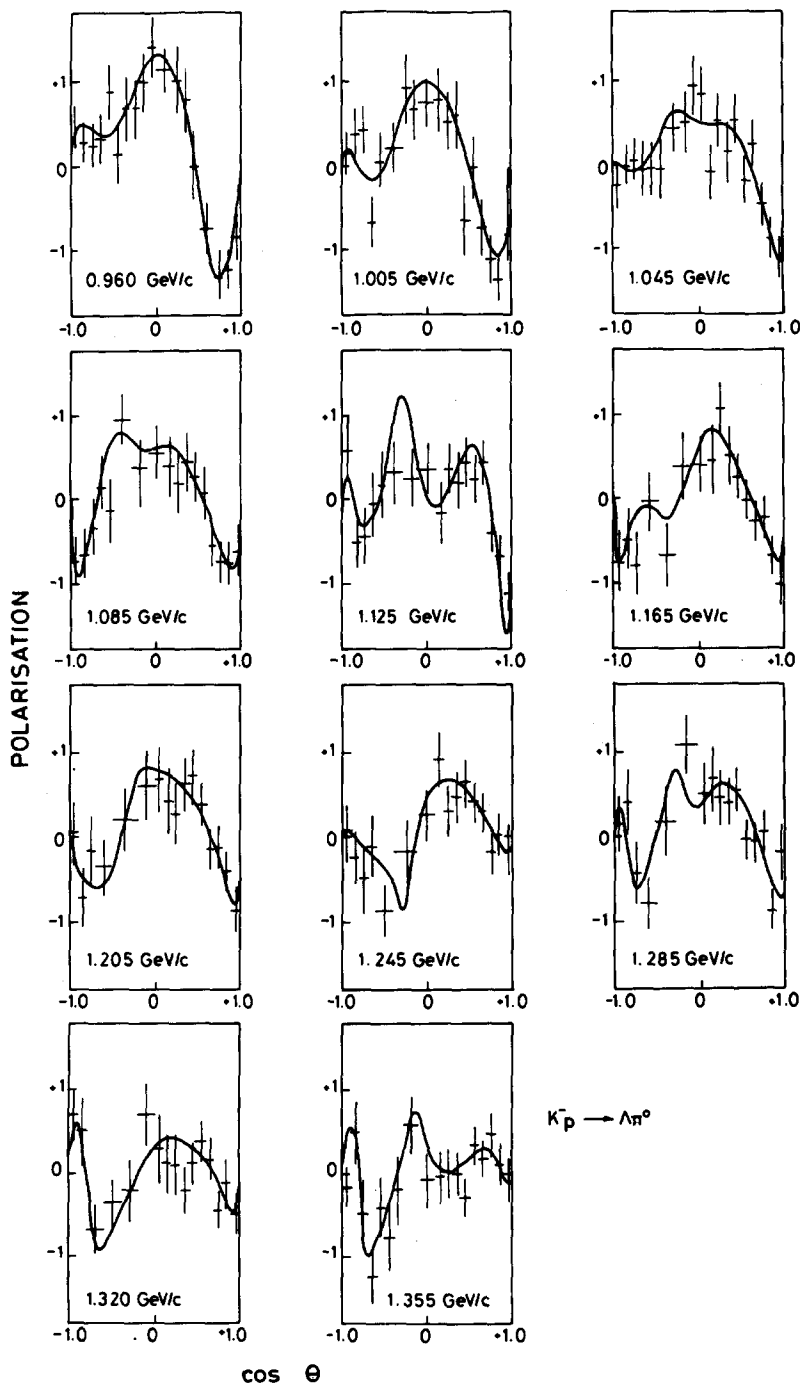 POLARISATION
+1
0
-1
0.960 GeV/c
-1.0 0 +1.0
+1
0
-1
1.005 GeV/c
-1.0 0 +1.0
+1
0
-1
1.045 GeV/c
-1.0 0 +1.0
+1
0
-1
1.085 GeV/c
-1.0 0 +1.0
+1
0
-1
1.125 GeV/c
-1.0 0 +1.0
+1
0
-1
1.165 GeV/c
-1.0 0 +1.0
+1
0
-1
1.205 GeV/c
-1.0 0 +1.0
+1
0
-1
1.245 GeV/c
-1.0 0 +1.0
+1
0
-1
1.285 GeV/c
-1.0 0 +1.0
+1
0
-1
1.320 GeV/c
-1.0 0 +1.0
+1
0
-1
1.355 GeV/c
-1.0 0 +1.0
K⁻p → Λπ°
cos θ